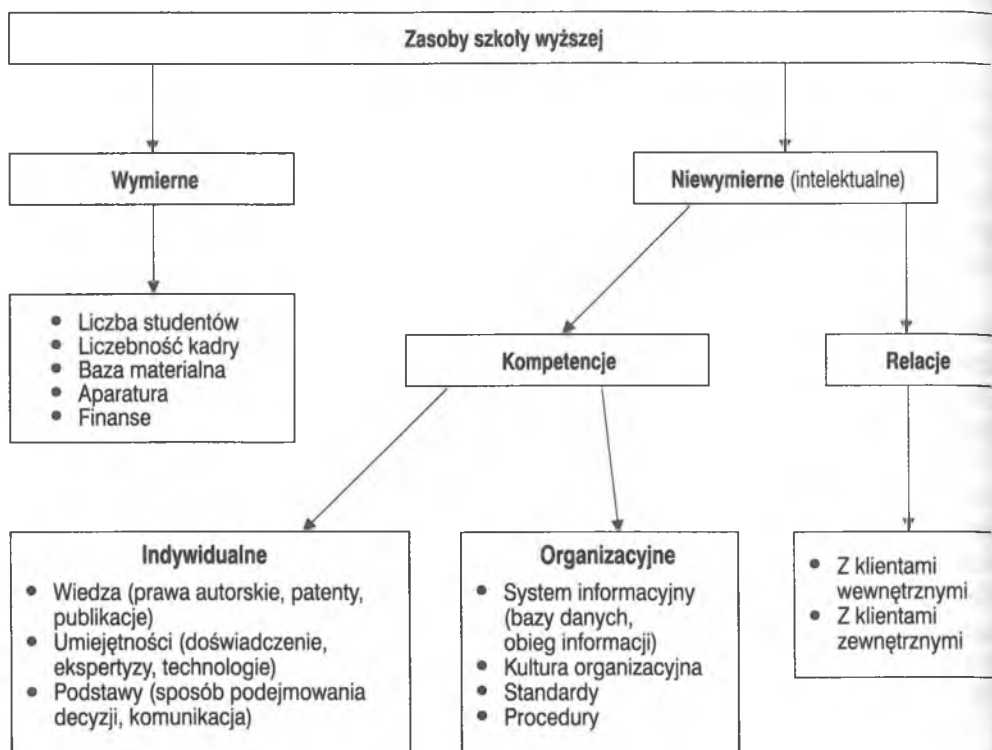 Zasoby szkoły wyższej
Wymierne
Niewymierne (intelektualne)
• Liczba studentów
• Liczebność kadry
• Baza materialna
• Aparatura
• Finanse
Kompetencje
Relacje
Indywidualne
• Wiedza (prawa autorskie, patenty,
publikacje)
• Umiejętności (doświadczenie,
ekspertyzy, technologie)
• Podstawy (sposób podejmowania
decyzji, komunikacja)
Organizacyjne
• System informacyjny
(bazy danych,
obieg informacji)
• Kultura organizacyjna
• Standardy
• Procedury
• Z klientami
wewnętrznymi
• Z klientami
zewnętrznymi